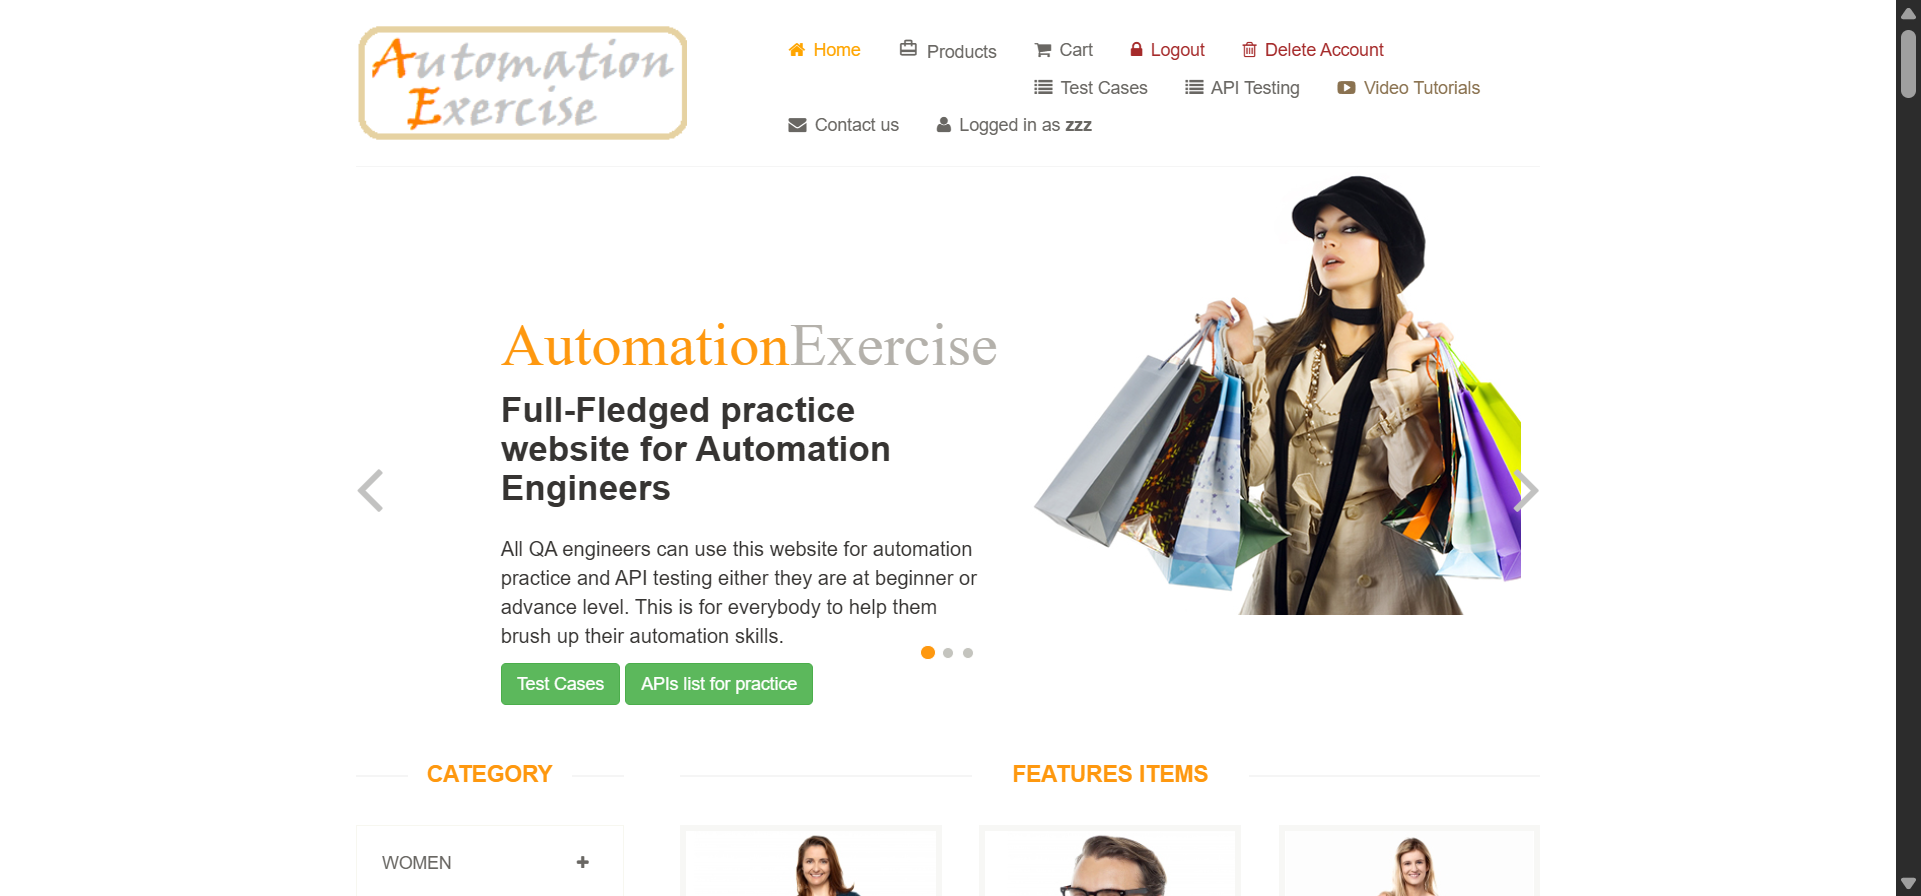 Automation
Exercise
Home
Products
Cart
Logout
Delete Account
Test Cases
API Testing
Video Tutorials
Contact us
Logged in as zzz
AutomationExercise
Full-Fledged practice
website for Automation
Engineers
All QA engineers can use this website for automation
practice and API testing either they are at beginner or
advance level. This is for everybody to help them
brush up their automation skills.
Test Cases
APIs list for practice
CATEGORY
FEATURES ITEMS
WOMEN